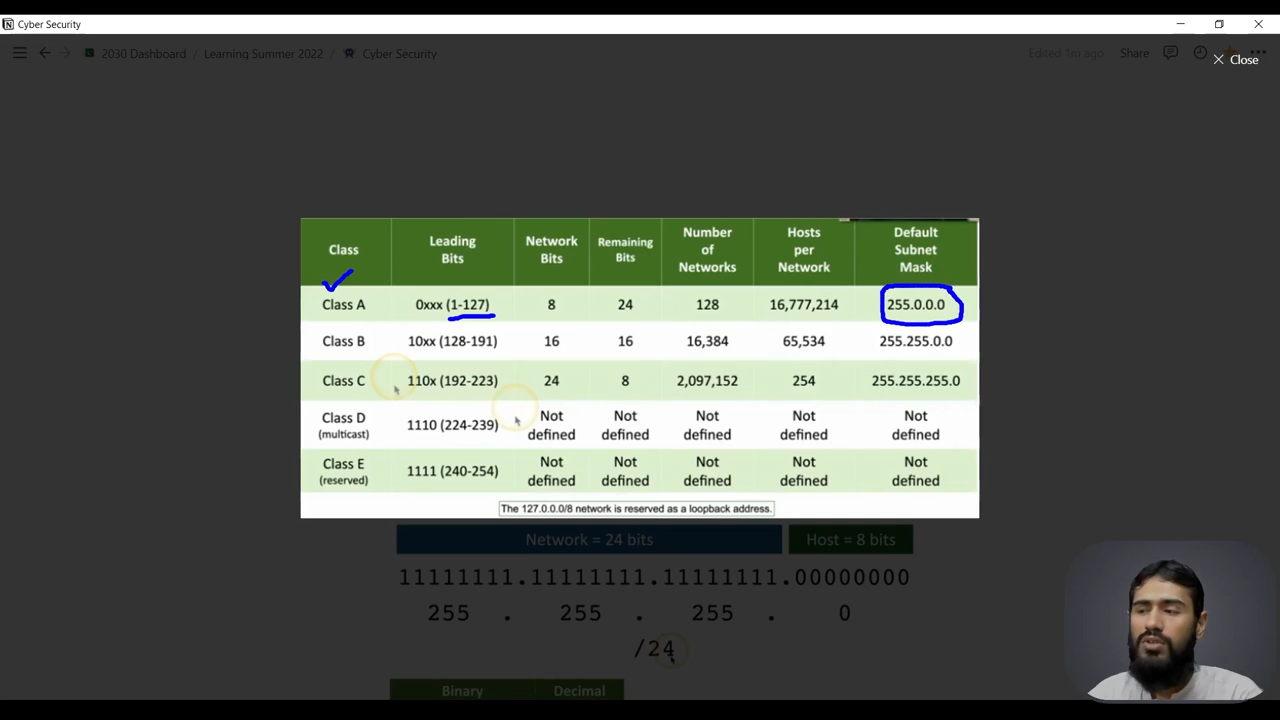 Cyber Security
2030 Dashboard / Learning Summer 2022 / Cyber Security
Edited 1m ago Share
Close
Class Leading Bits Network Bits Remaining Bits Number of Networks Hosts per Network Default Subnet Mask
Class A 0xxx (1-127) 8 24 128 16,777,214 255.0.0.0
Class B 10xx (128-191) 16 16 16,384 65,534 255.255.0.0
Class C 110x (192-223) 24 8 2,097,152 254 255.255.255.0
Class D (multicast) 1110 (224-239) Not defined Not defined Not defined Not defined Not defined
Class E (reserved) 1111 (240-254) Not defined Not defined Not defined Not defined Not defined
The 127.0.0.0/8 network is reserved as a loopback address.
Network = 24 bits Host = 8 bits
11111111.11111111.11111111.00000000
255 . 255 . 255 . 0
/24
Binary Decimal